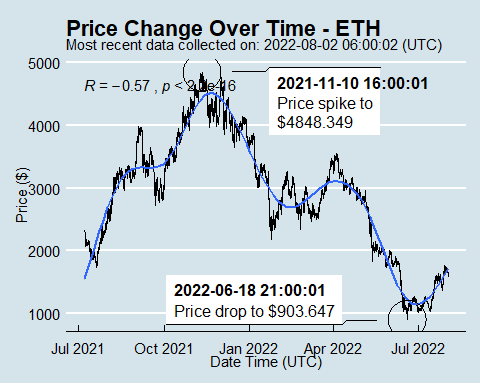 Price Change Over Time - ETH
Most recent data collected on: 2022-08-02 06:00:02 (UTC)
5000
4000
3000
2000
1000
Price ($)
R = −0.57 , p <
2021-11-10 16:00:01
Price spike to
$4848.349
2022-06-18 21:00:01
Price drop to $903.647
Jul 2021
Oct 2021
Jan 2022
Apr 2022
Jul 2022
Date Time (UTC)